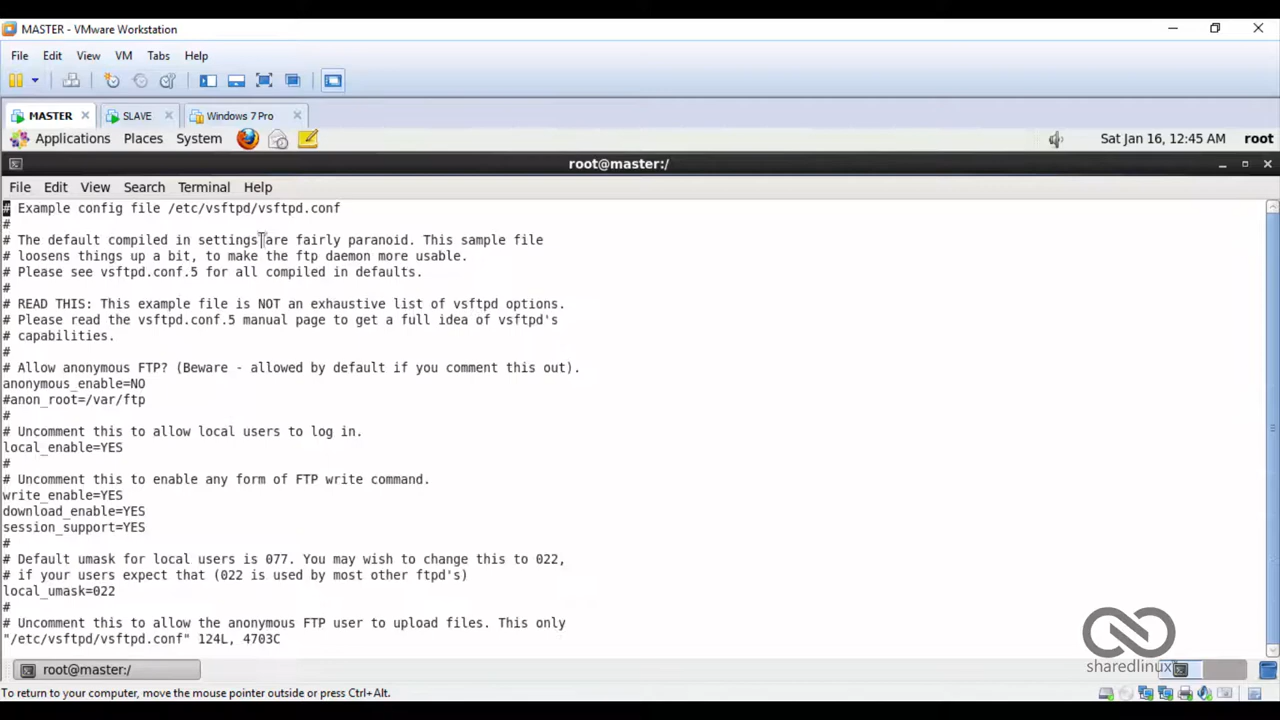 MASTER - VMware Workstation
File Edit View VM Tabs Help
MASTER SLAVE Windows 7 Pro
Applications Places System Sat Jan 16, 12:45 AM root
root@master:/
File Edit View Search Terminal Help
# Example config file /etc/vsftpd/vsftpd.conf
#
# The default compiled in settings are fairly paranoid. This sample file
# loosens things up a bit, to make the ftp daemon more usable.
# Please see vsftpd.conf.5 for all compiled in defaults.
#
# READ THIS: This example file is NOT an exhaustive list of vsftpd options.
# Please read the vsftpd.conf.5 manual page to get a full idea of vsftpd's
# capabilities.
#
# Allow anonymous FTP? (Beware - allowed by default if you comment this out).
anonymous_enable=NO
#anon_root=/var/ftp
#
# Uncomment this to allow local users to log in.
local_enable=YES
#
# Uncomment this to enable any form of FTP write command.
write_enable=YES
download_enable=YES
session_support=YES
#
# Default umask for local users is 077. You may wish to change this to 022,
# if your users expect that (022 is used by most other ftpd's)
local_umask=022
#
# Uncomment this to allow the anonymous FTP user to upload files. This only
"/etc/vsftpd/vsftpd.conf" 124L, 4703C
sharedlinux
root@master:/
To return to your computer, move the mouse pointer outside or press Ctrl+Alt.